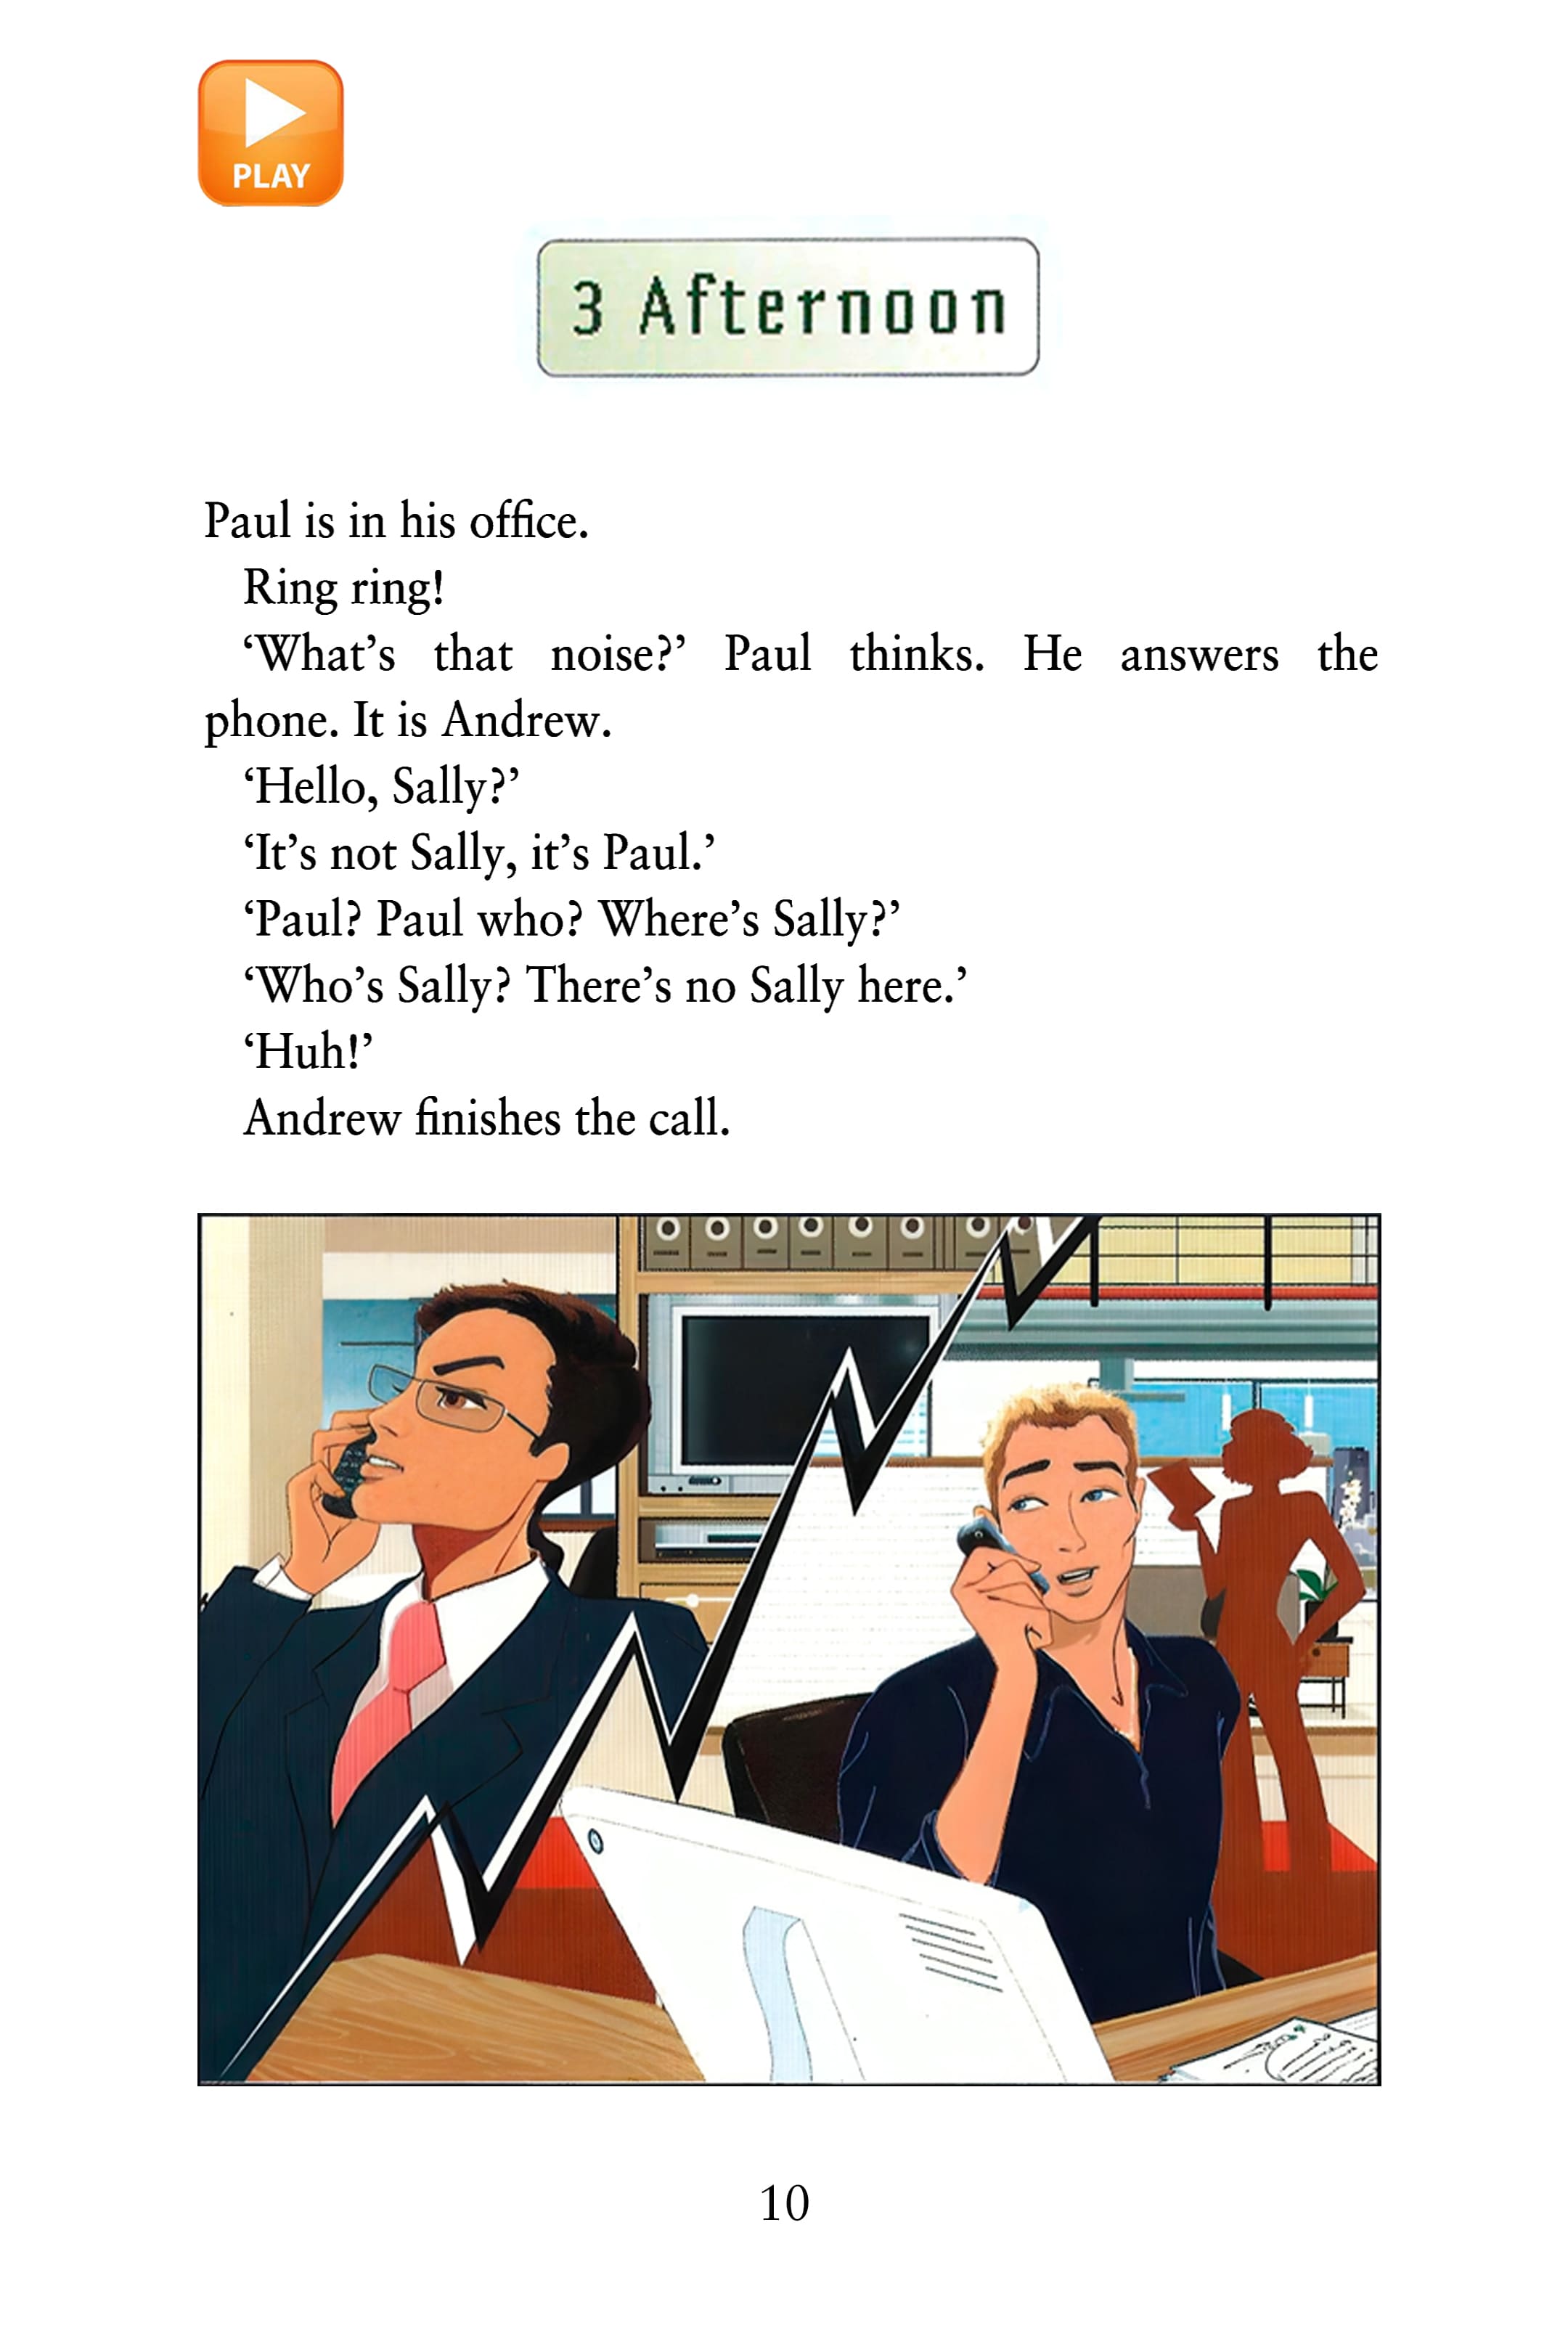 PLAY
3 Afternoon
Paul is in his office.
Ring ring!
‘What’s that noise?’ Paul thinks. He answers the
phone. It is Andrew.
‘Hello, Sally?’
‘It’s not Sally, it’s Paul.’
‘Paul? Paul who? Where’s Sally?’
‘Who’s Sally? There’s no Sally here.’
‘Huh!’
Andrew finishes the call.
10